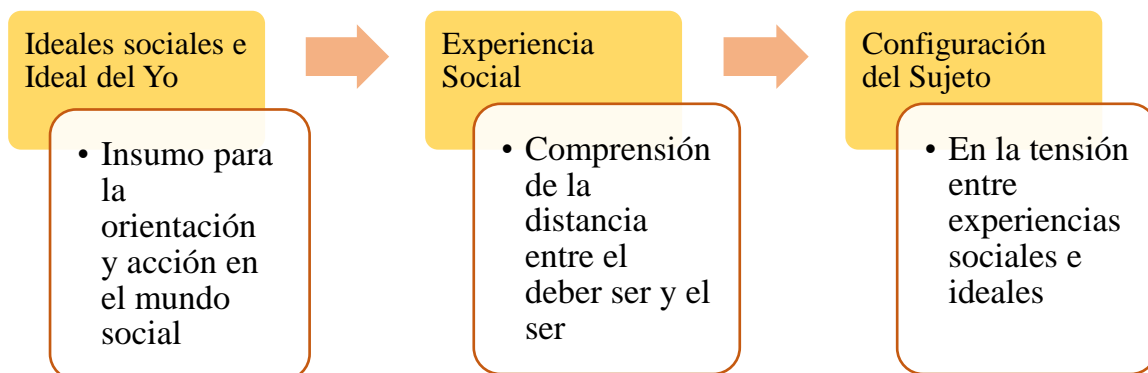 Ideales sociales e
Ideal del Yo
• Insumo para
la
orientación
y acción en
el mundo
social
Experiencia
Social
• Comprensión
de la
distancia
entre el
deber ser y el
ser
Configuración
del Sujeto
• En la tensión
entre
experiencias
sociales e
ideales